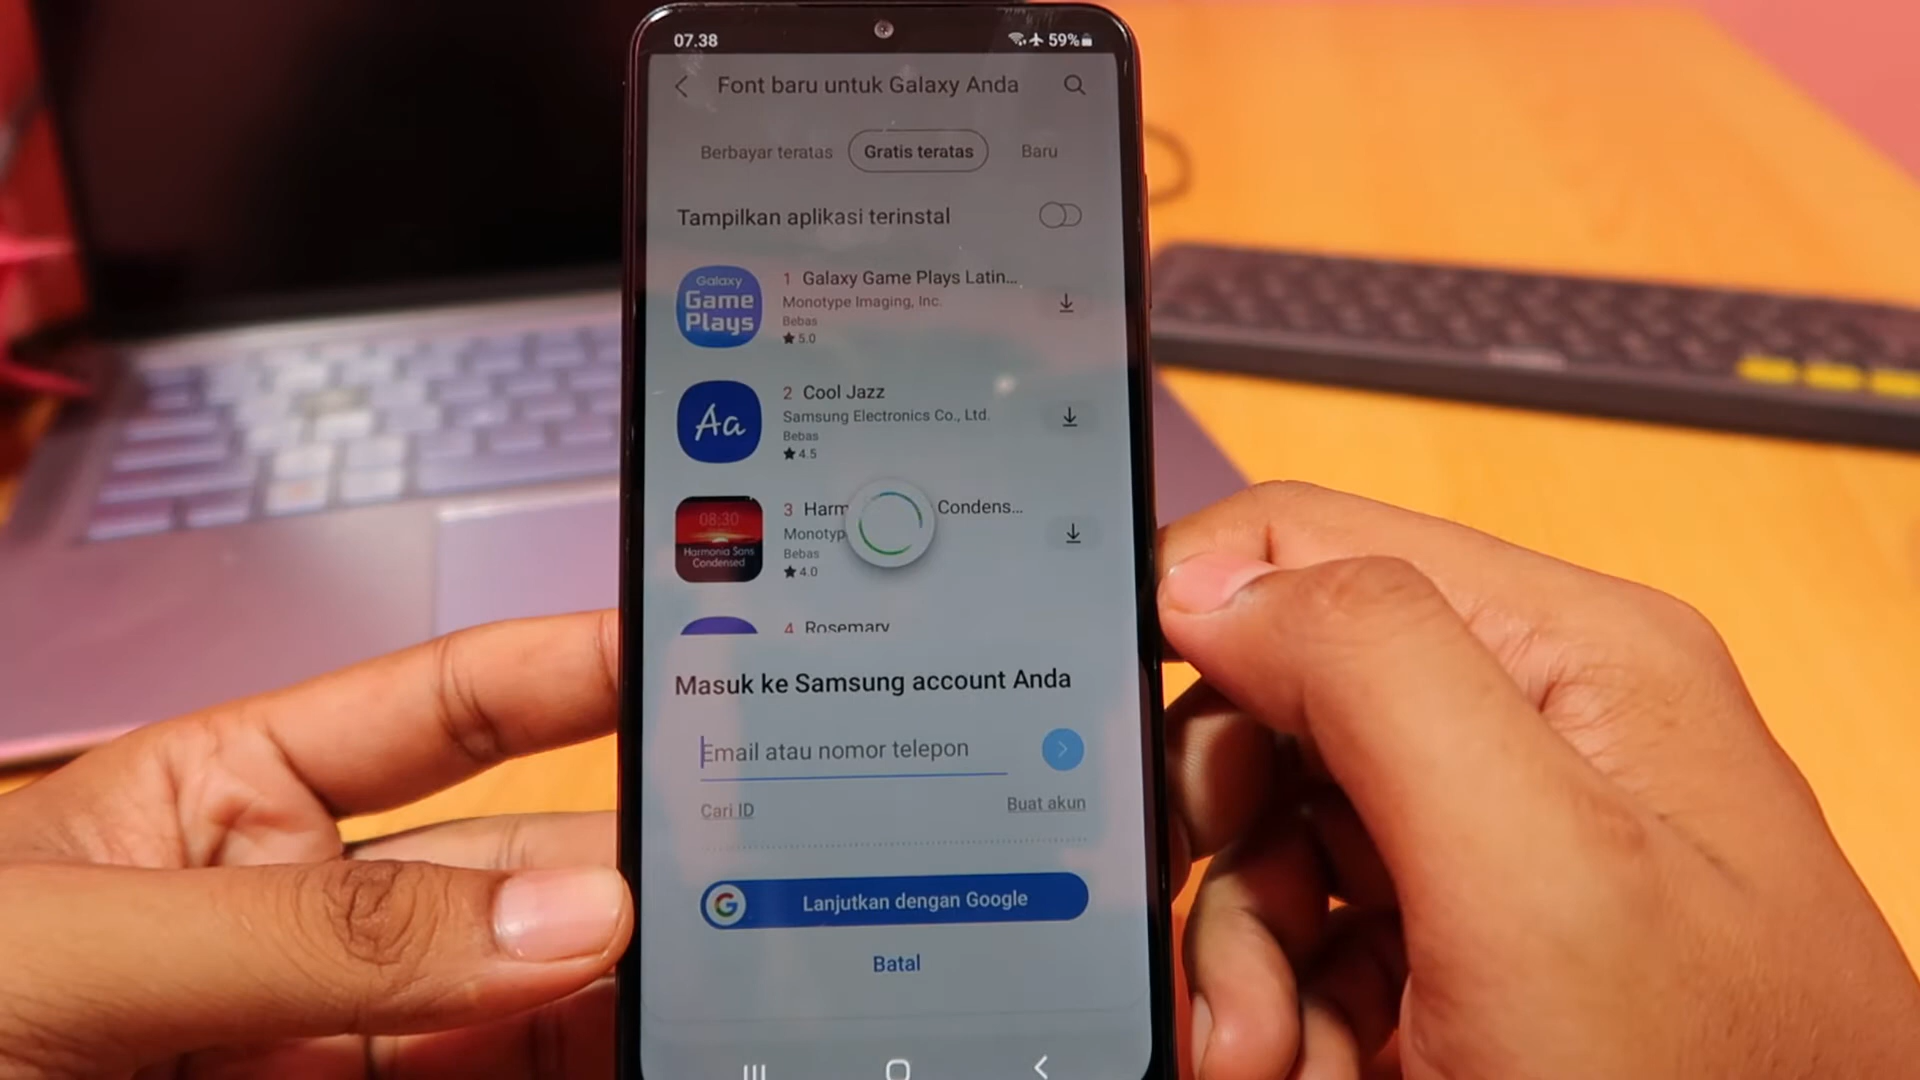 07.38
59%
Font baru untuk Galaxy Anda
Berbayar teratas
Gratis teratas
Baru
Tampilkan aplikasi terinstal
Galaxy
Game
Plays
1 Galaxy Game Plays Latin...
Monotype Imaging, Inc.
Bebas
★ 5.0
Aa
2 Cool Jazz
Samsung Electronics Co., Ltd.
Bebas
★ 4.5
08:30
Harmonia Sans
Condensed
3 Harm Condens...
Monotyp
Bebas
★ 4.0
4 Rosemary
Masuk ke Samsung account Anda
Email atau nomor telepon
Cari ID
Buat akun
G
Lanjutkan dengan Google
Batal